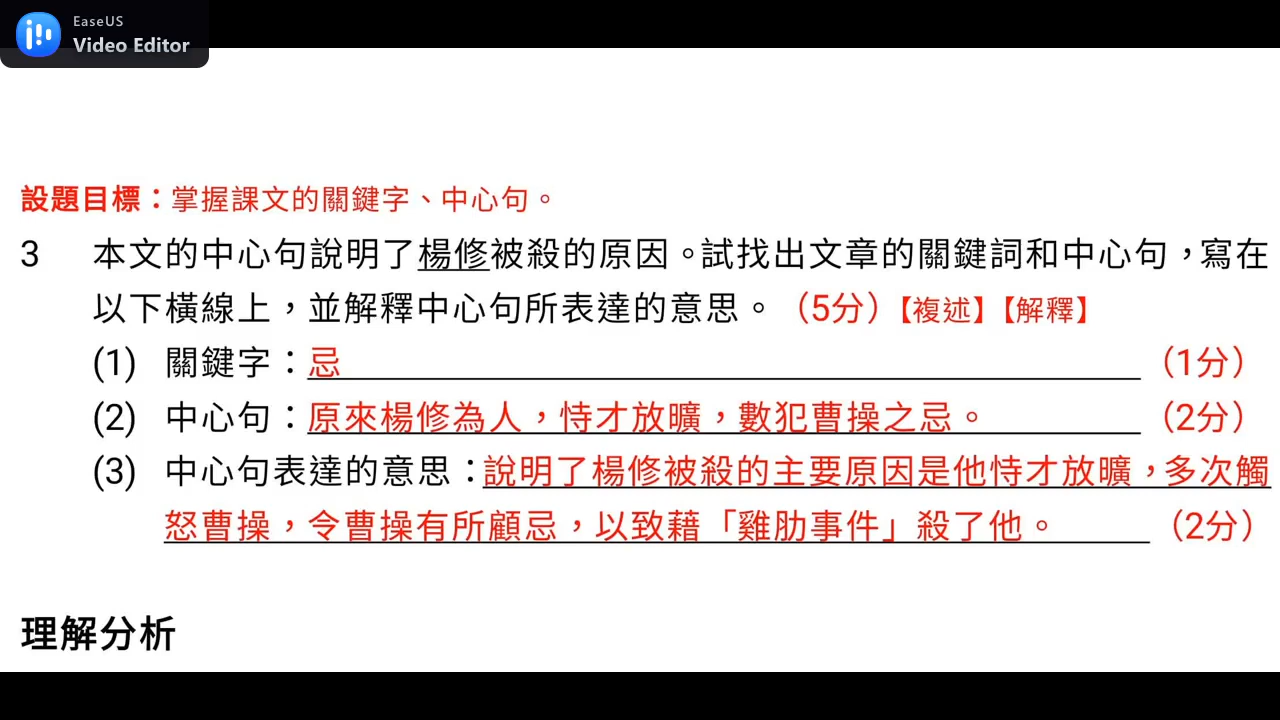 EaseUS
Video Editor
設題目標：掌握課文的關鍵字、中心句。
3 本文的中心句說明了楊修被殺的原因。試找出文章的關鍵詞和中心句，寫在
以下橫線上，並解釋中心句所表達的意思。（5分）【複述】【解釋】
(1) 關鍵字：忌 （1分）
(2) 中心句：原來楊修為人，恃才放曠，數犯曹操之忌。 （2分）
(3) 中心句表達的意思：說明了楊修被殺的主要原因是他恃才放曠，多次觸
怒曹操，令曹操有所顧忌，以致藉「雞肋事件」殺了他。 （2分）
理解分析